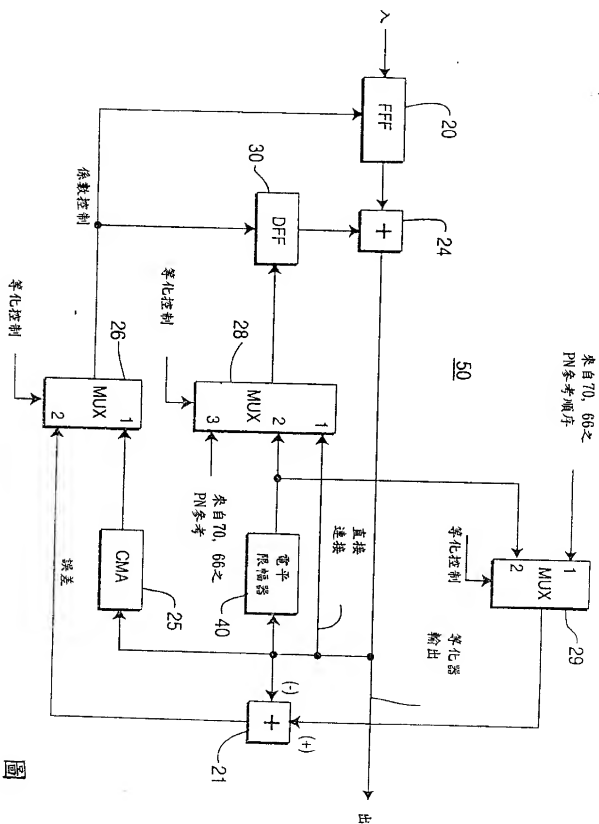 入
FFF
20
+
24
30
DFF
係數控制
等化控制
26
MUX
1
2
等化控制
28
MUX
1
2
3
來自70, 66之
PN參考
50
來自70, 66之
PN參考順序
等化控制
MUX
1
2
29
等化器
輸出
直接
連接
電平
限幅器
40
CMA
25
誤差
(-)
(+)
+
21
出
圖